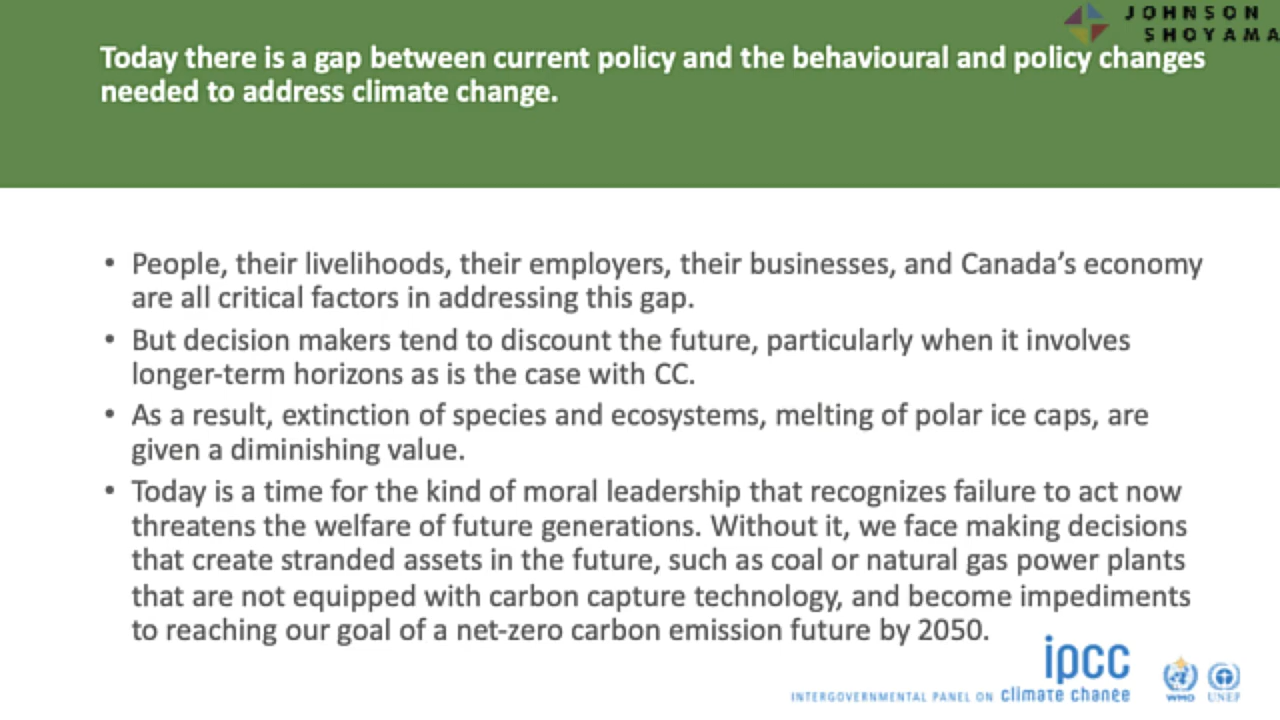 JOHNSON
SHOYAMA
Today there is a gap between current policy and the behavioural and policy changes
needed to address climate change.
• People, their livelihoods, their employers, their businesses, and Canada’s economy
are all critical factors in addressing this gap.
• But decision makers tend to discount the future, particularly when it involves
longer-term horizons as is the case with CC.
• As a result, extinction of species and ecosystems, melting of polar ice caps, are
given a diminishing value.
• Today is a time for the kind of moral leadership that recognizes failure to act now
threatens the welfare of future generations. Without it, we face making decisions
that create stranded assets in the future, such as coal or natural gas power plants
that are not equipped with carbon capture technology, and become impediments
to reaching our goal of a net-zero carbon emission future by 2050.
ipcc
INTERGOVERNMENTAL PANEL ON climate change
WMO UNEP